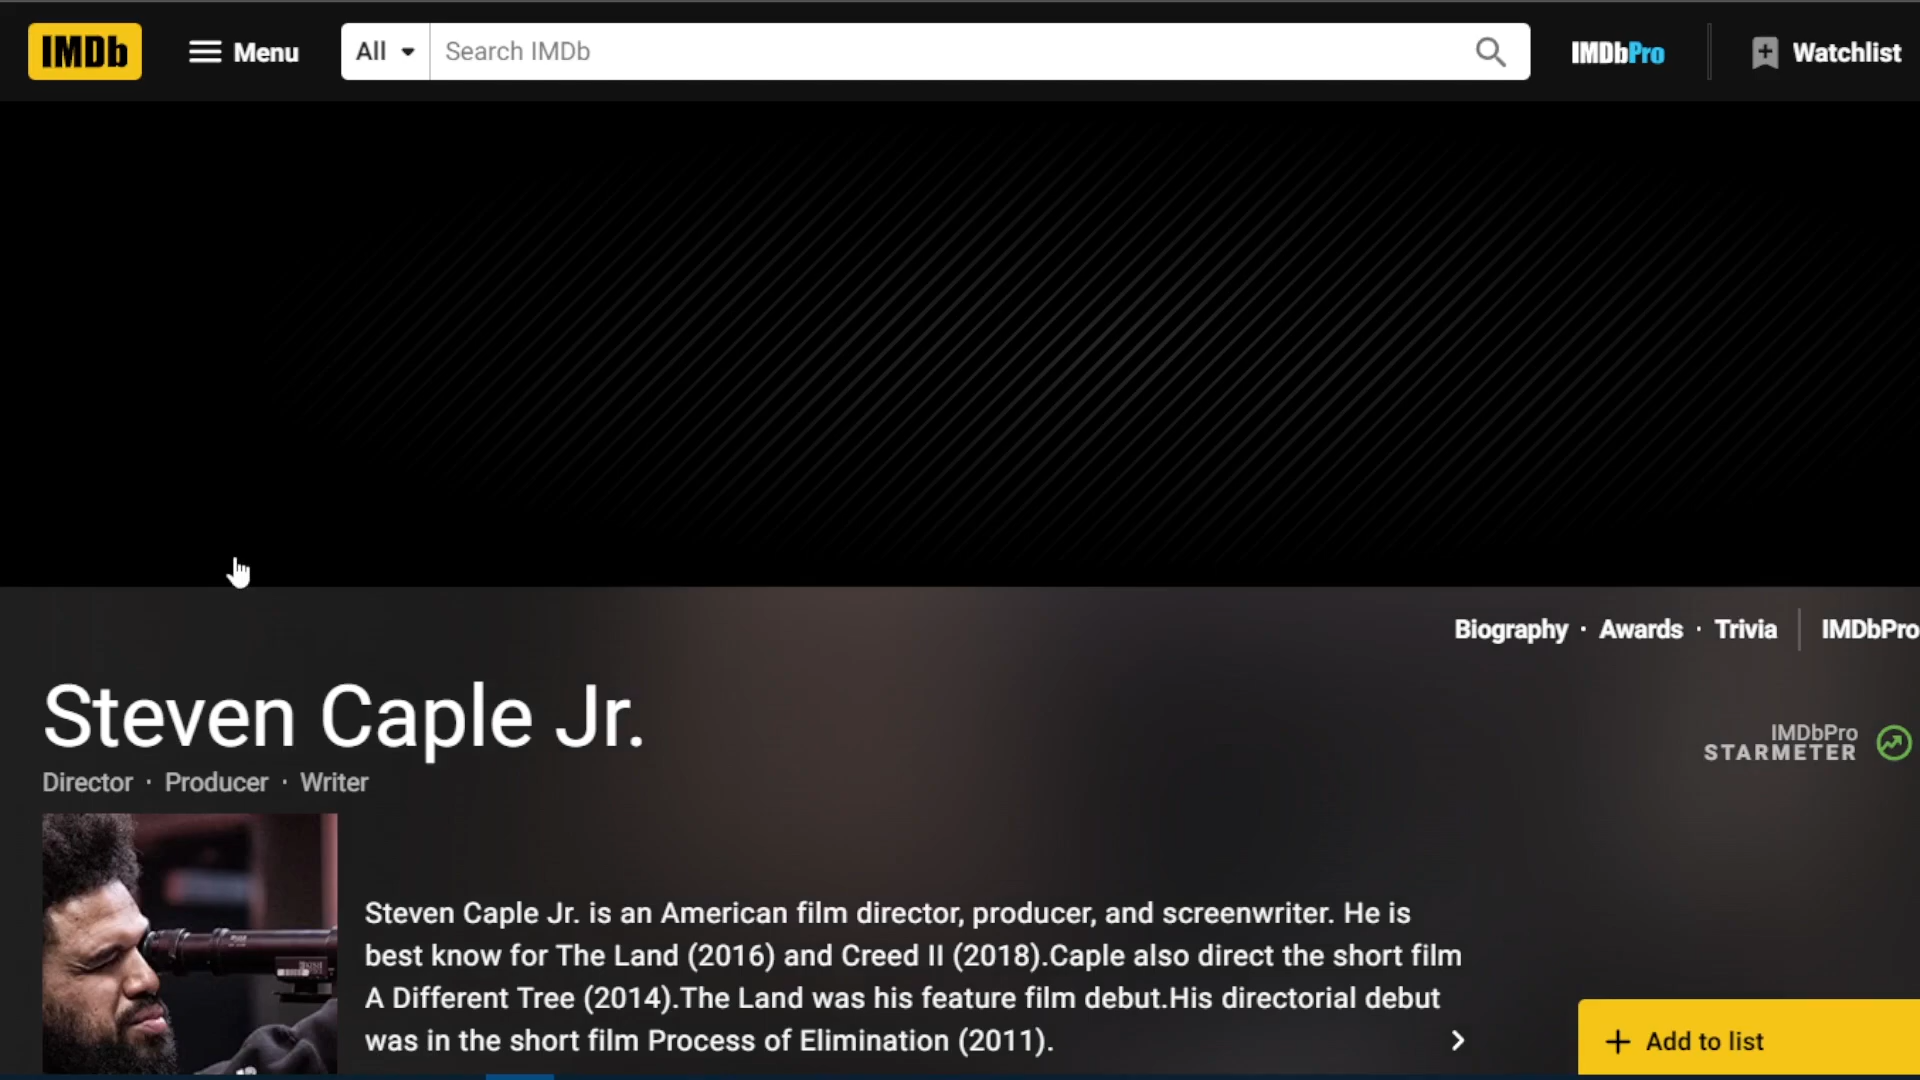 IMDb Menu All Search IMDb IMDbPro Watchlist
Biography · Awards · Trivia IMDbPro
Steven Caple Jr.
Director · Producer · Writer
IMDbPro
STARMETER
Steven Caple Jr. is an American film director, producer, and screenwriter. He is
best know for The Land (2016) and Creed II (2018).Caple also direct the short film
A Different Tree (2014).The Land was his feature film debut.His directorial debut
was in the short film Process of Elimination (2011).
+ Add to list